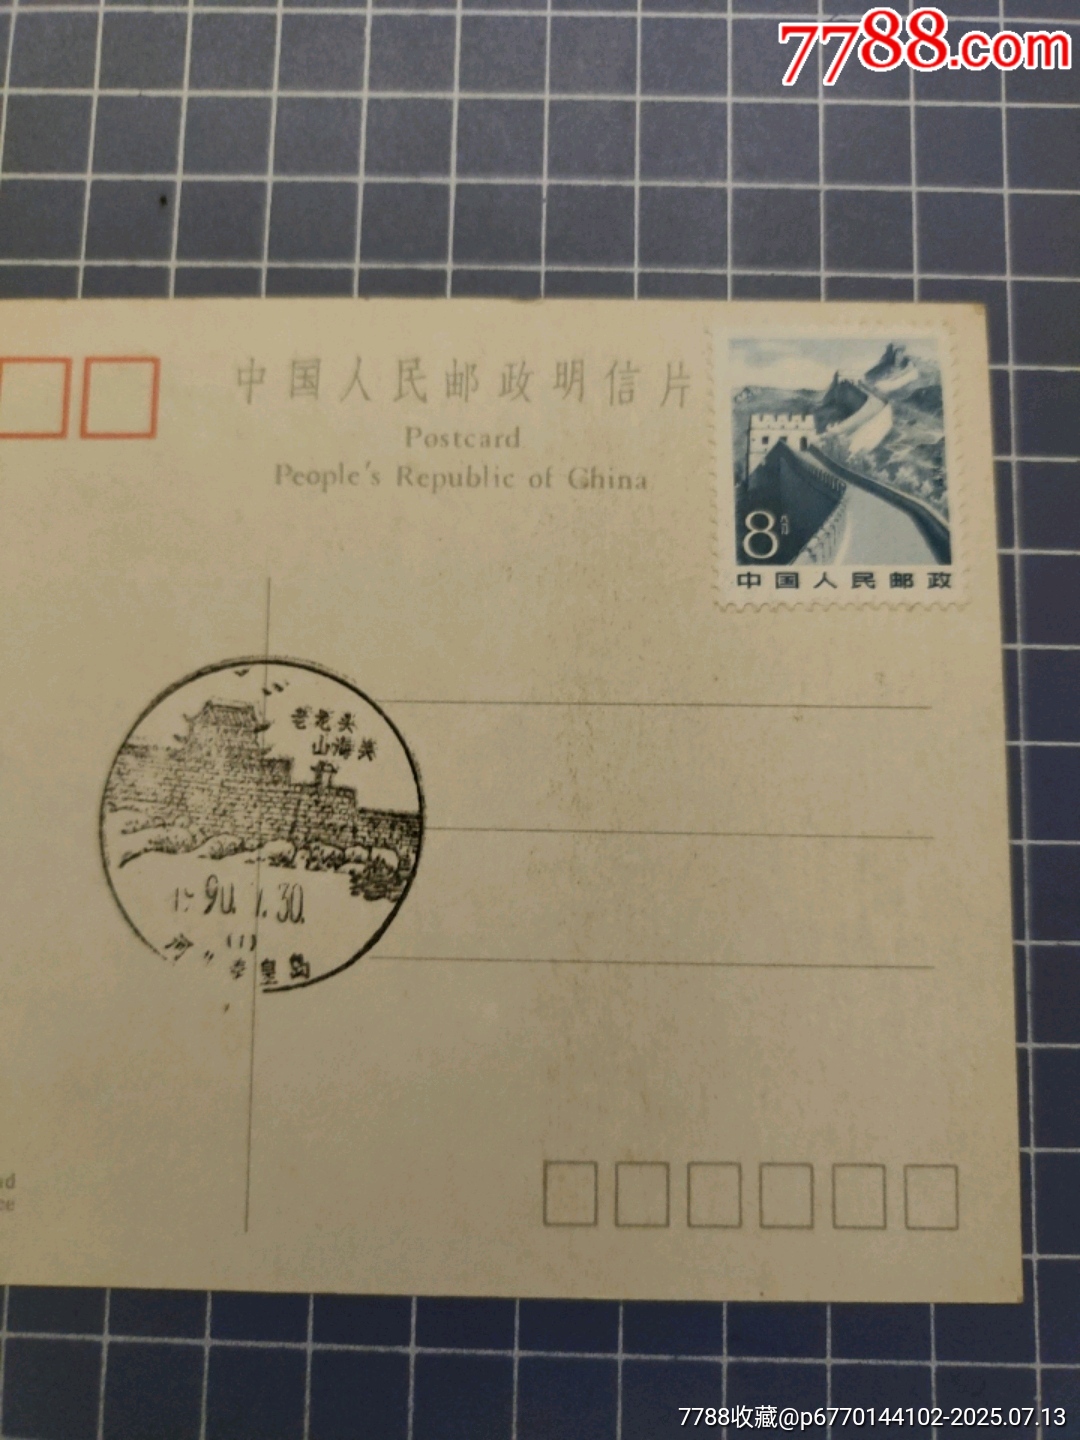 7788.com
中国人民邮政明信片
Postcard
People's Republic of China
8分
中国人民邮政
老龙头
山海关
90. .30.
(1)
秦皇岛
7788收藏@p6770144102-2025.07.13